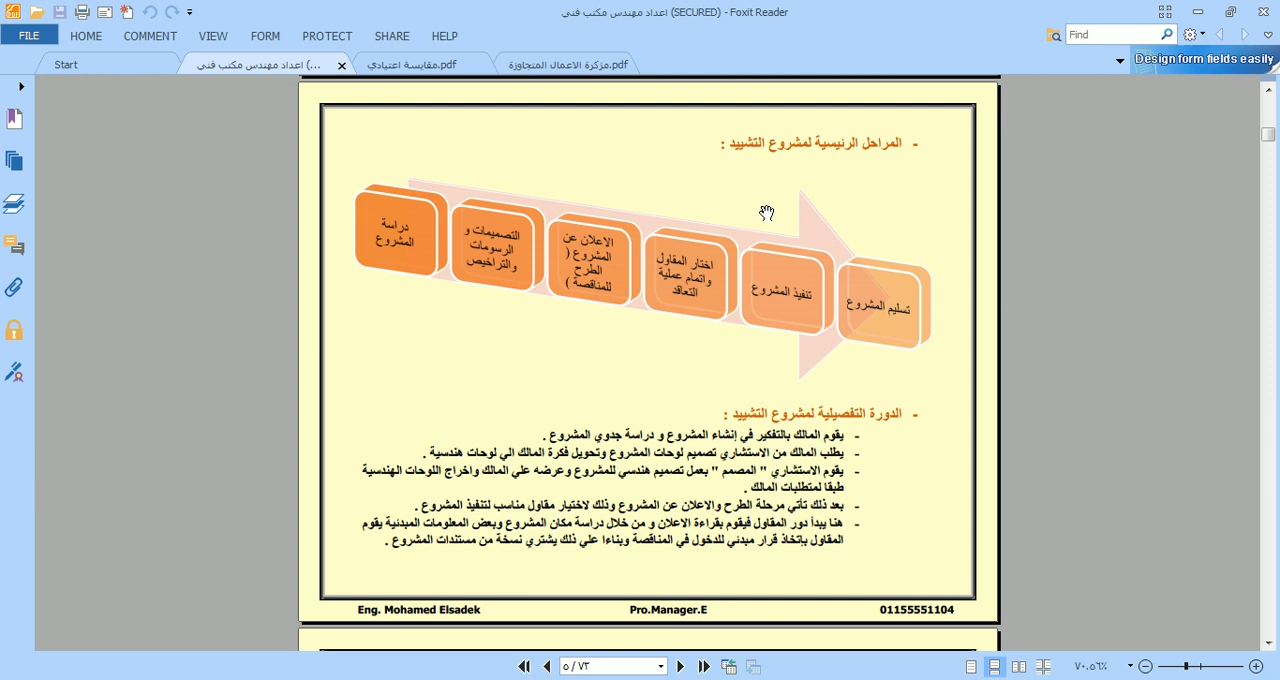 اعداد مهندس مكتب فني (SECURED) - Foxit Reader
FILE HOME COMMENT VIEW FORM PROTECT SHARE HELP
Find
Start
اعداد مهندس مكتب فني (...
مقايسة اعتيادي.pdf
مزكرة الاعمال المتجاوزة.pdf
Design form fields easily
- المراحل الرئيسية لمشروع التشييد :
دراسة
المشروع
التصميمات و
الرسومات
والتراخيص
الاعلان عن
المشروع (
الطرح
للمناقصة )
اختار المقاول
واتمام عملية
التعاقد
تنفيذ المشروع
تسليم المشروع
- الدورة التفصيلية لمشروع التشييد :
- يقوم المالك بالتفكير في إنشاء المشروع و دراسة جدوي المشروع .
- يطلب المالك من الاستشاري تصميم لوحات المشروع وتحويل فكرة المالك الي لوحات هندسية .
- يقوم الاستشاري " المصمم " بعمل تصميم هندسي للمشروع وعرضه علي المالك واخراج اللوحات الهندسية
طبقا لمتطلبات المالك .
- بعد ذلك تأتي مرحلة الطرح والاعلان عن المشروع وذلك لاختيار مقاول مناسب لتنفيذ المشروع .
- هنا يبدأ دور المقاول فيقوم بقراءة الاعلان و من خلال دراسة مكان المشروع وبعض المعلومات المبدئية يقوم
المقاول بإتخاذ قرار مبدئي للدخول في المناقصة وبناءا علي ذلك يشتري نسخة من مستندات المشروع .
Eng. Mohamed Elsadek Pro.Manager.E 01155551104
٥ / ٧٣
٧٠.٥٦%